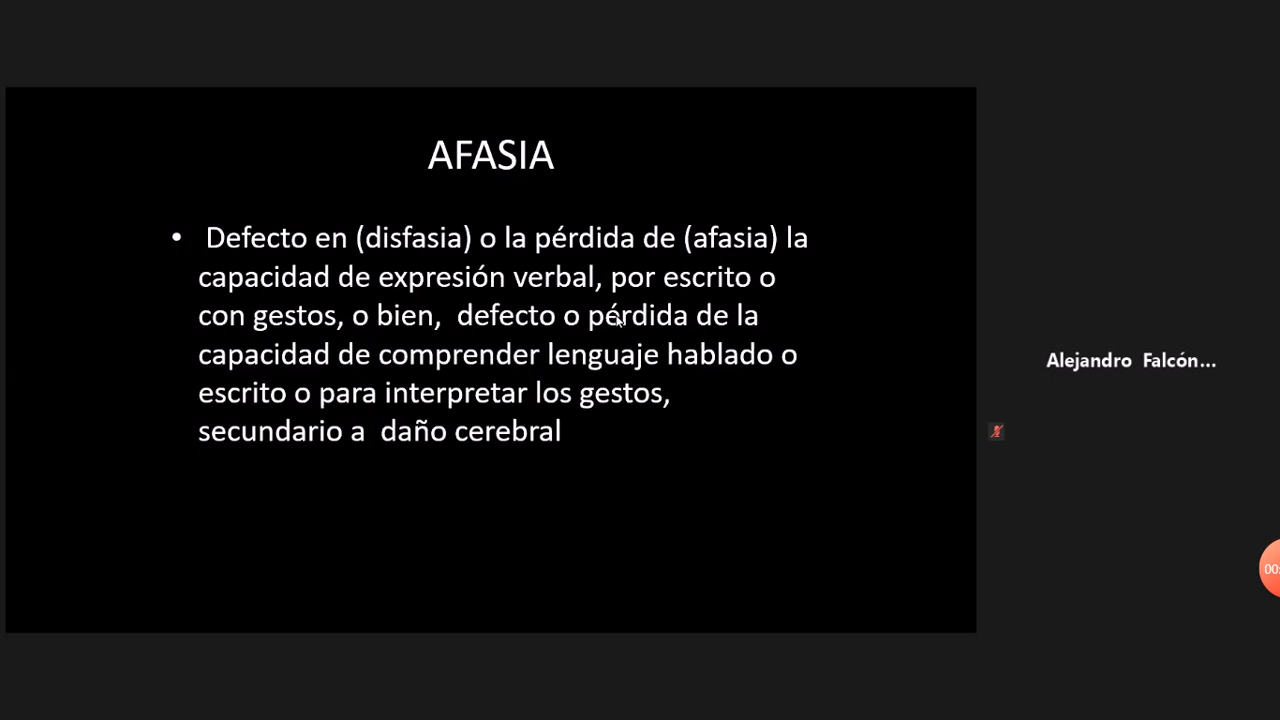 AFASIA
• Defecto en (disfasia) o la pérdida de (afasia) la
capacidad de expresión verbal, por escrito o
con gestos, o bien, defecto o pérdida de la
capacidad de comprender lenguaje hablado o
escrito o para interpretar los gestos,
secundario a daño cerebral
Alejandro Falcón...
00: